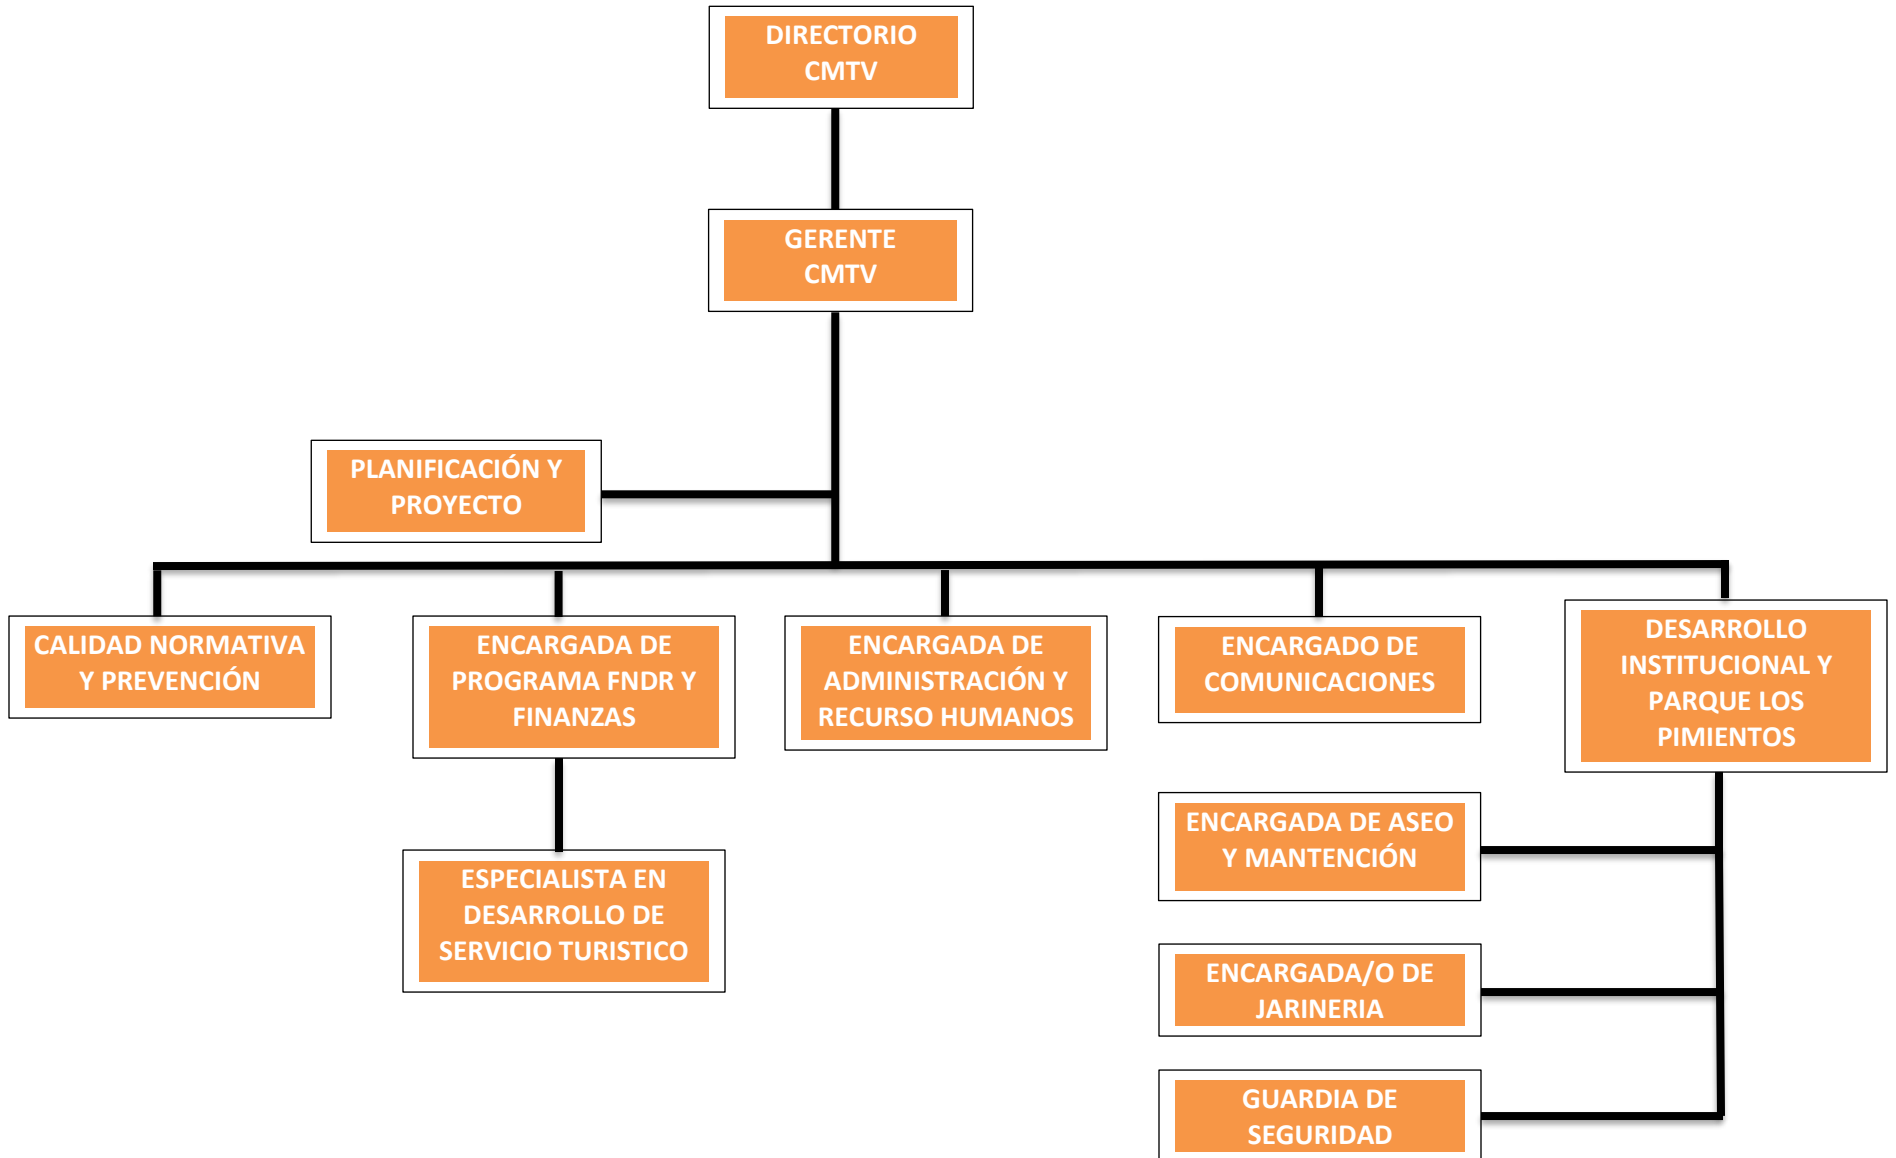 DIRECTORIO
CMTV
GERENTE
CMTV
PLANIFICACIÓN Y
PROYECTO
CALIDAD NORMATIVA
Y PREVENCIÓN
ENCARGADA DE
PROGRAMA FNDR Y
FINANZAS
ENCARGADA DE
ADMINISTRACIÓN Y
RECURSO HUMANOS
ENCARGADO DE
COMUNICACIONES
DESARROLLO
INSTITUCIONAL Y
PARQUE LOS
PIMIENTOS
ESPECIALISTA EN
DESARROLLO DE
SERVICIO TURISTICO
ENCARGADA DE ASEO
Y MANTENCIÓN
ENCARGADA/O DE
JARINERIA
GUARDIA DE
SEGURIDAD